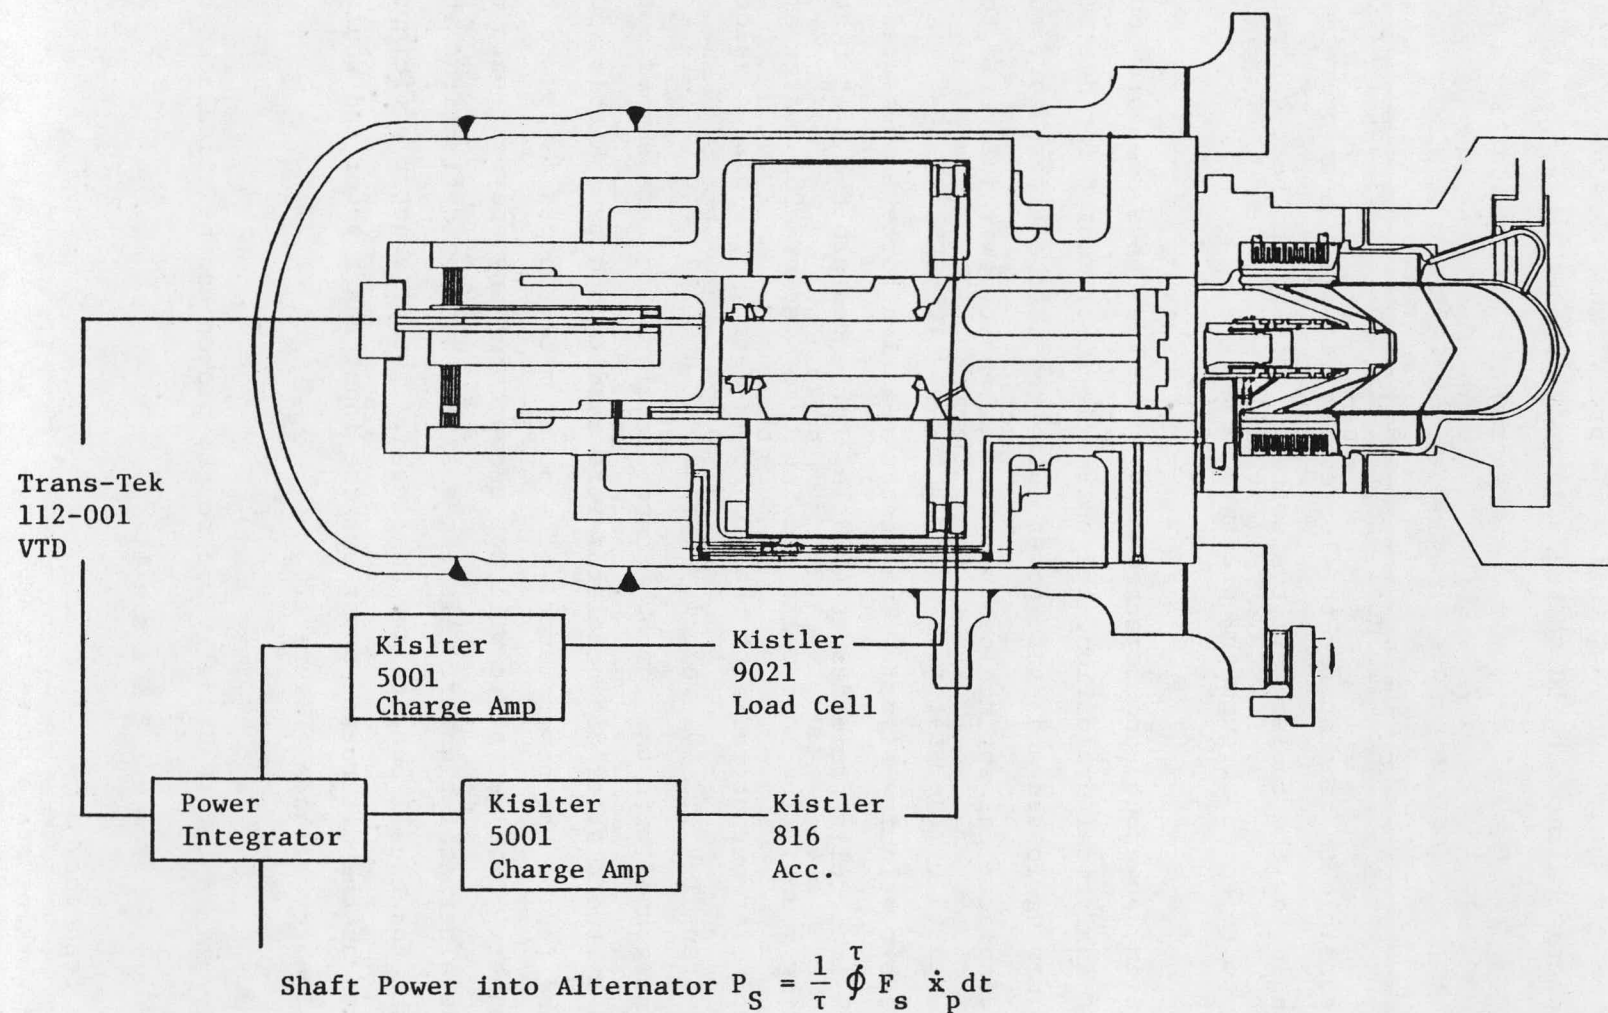 Trans-Tek
112-001
VTD
Kislter
5001
Charge Amp
Kistler
9021
Load Cell
Power
Integrator
Kislter
5001
Charge Amp
Kistler
816
Acc.
Shaft Power into Alternator P_S = 1/τ ∮^τ F_s ẋ_p dt